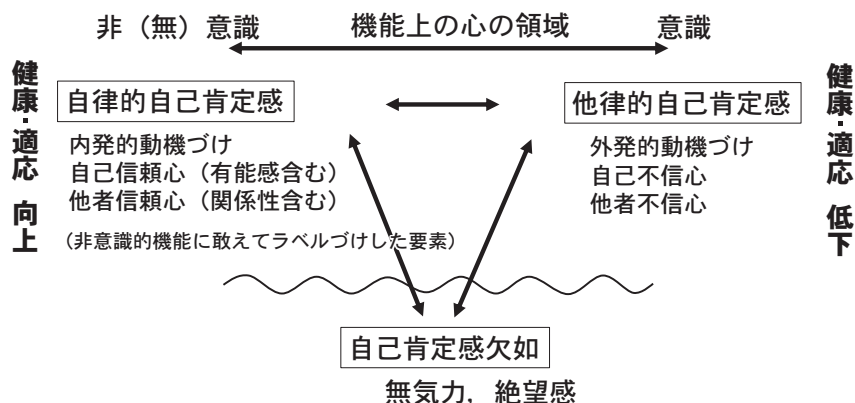 非（無）意識 機能上の心の領域 意識
健康・適応 向上
自律的自己肯定感
内発的動機づけ
自己信頼心（有能感含む）
他者信頼心（関係性含む）
（非意識的機能に敢えてラベルづけした要素）
他律的自己肯定感
外発的動機づけ
自己不信心
他者不信心
健康・適応 低下
自己肯定感欠如
無気力，絶望感